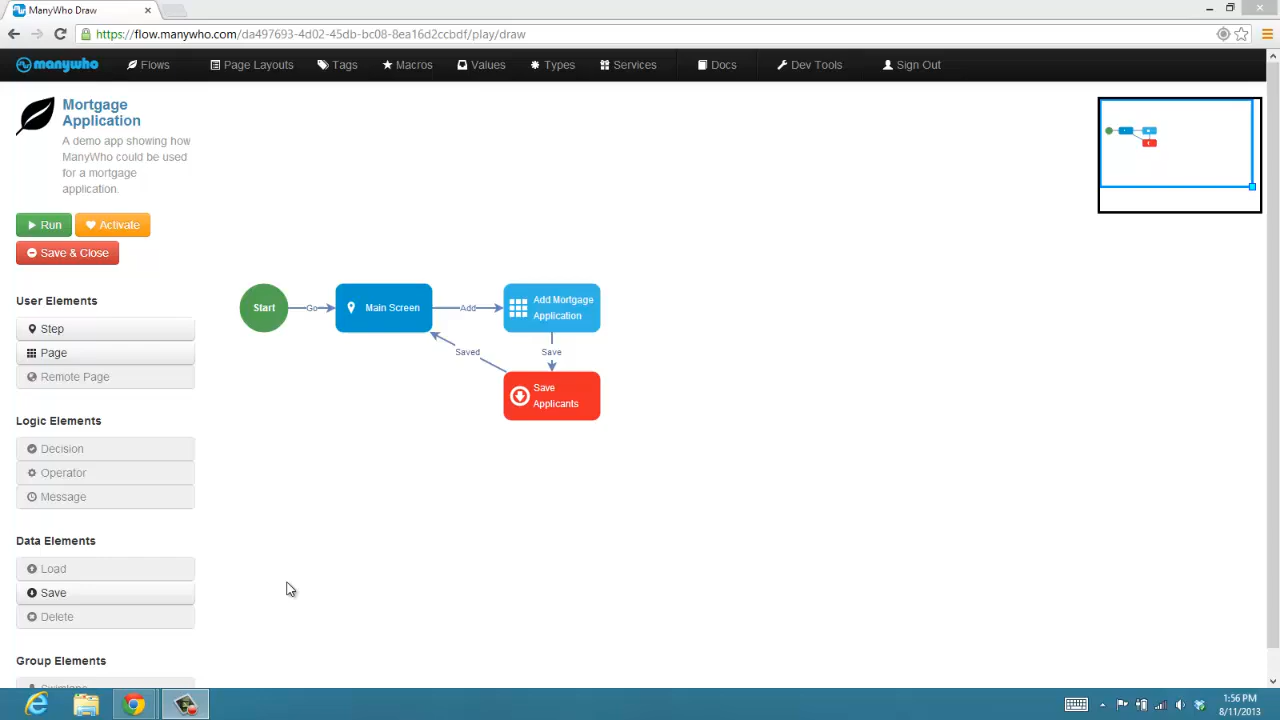 ManyWho Draw
https://flow.manywho.com/da497693-4d02-45db-bc08-8ea16d2ccbdf/play/draw
manywho Flows Page Layouts Tags Macros Values Types Services Docs Dev Tools Sign Out
Mortgage
Application
A demo app showing how
ManyWho could be used
for a mortgage
application.
Run Activate
Save & Close
User Elements
Step
Page
Remote Page
Logic Elements
Decision
Operator
Message
Data Elements
Load
Save
Delete
Group Elements
Start
Go
Main Screen
Add
Add Mortgage
Application
Saved
Save
Save
Applicants
1:56 PM
8/11/2013